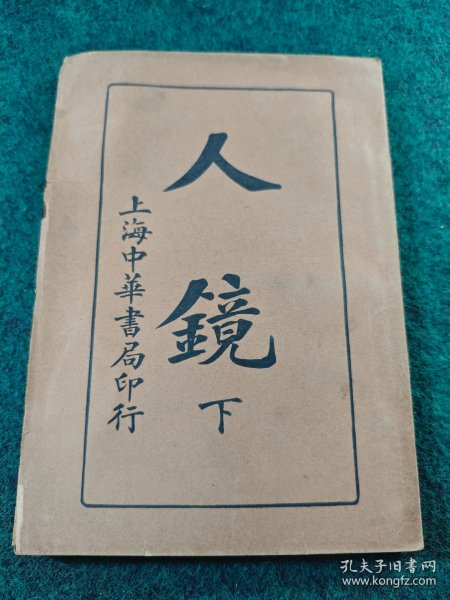 人鏡
下
上海中華書局印行
孔夫子旧书网
www.kongfz.com